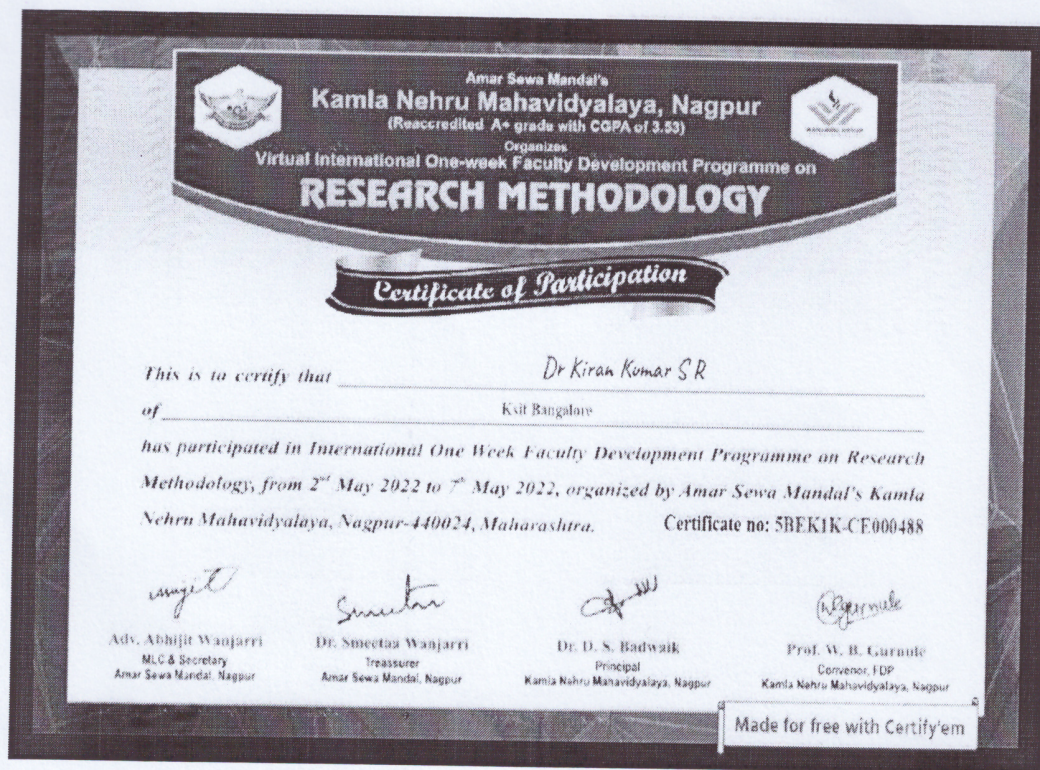 Amar Sewa Mandal's
Kamla Nehru Mahavidyalaya, Nagpur
(Reaccredited A+ grade with CGPA of 3.53)
Organizes
Virtual International One-week Faculty Development Programme on
RESEARCH METHODOLOGY
Certificate of Participation
This is to certify that Dr Kiran Kumar S R
of Ksit Bangalore
has participated in International One Week Faculty Development Programme on Research
Methodology, from 2nd May 2022 to 7th May 2022, organized by Amar Sewa Mandal's Kamla
Nehru Mahavidyalaya, Nagpur-440024, Maharashtra. Certificate no: 5BEK1K-CE000488
Adv. Abhijit Wanjarri
MLC & Secretary
Amar Sewa Mandal, Nagpur
Dr. Smeetaa Wanjarri
Treassurer
Amar Sewa Mandal, Nagpur
Dr. D. S. Badwaik
Principal
Kamla Nehru Mahavidyalaya, Nagpur
Prof. W. B. Gurnule
Convenor, FDP
Kamla Nehru Mahavidyalaya, Nagpur
Made for free with Certify'em